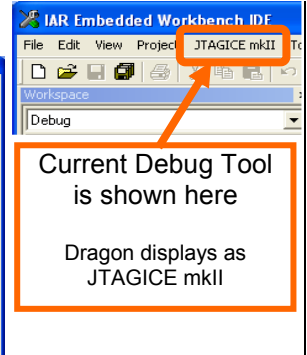 IAR Embedded Workbench IDE
File Edit View Project JTAGICE mkII
Workspace
Debug
Current Debug Tool
is shown here
Dragon displays as
JTAGICE mkII